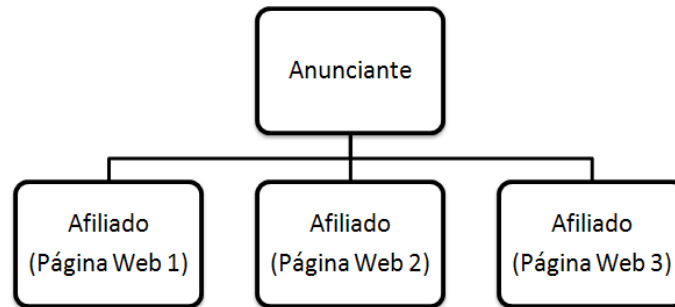 Anunciante
Afiliado
(Página Web 1)
Afiliado
(Página Web 2)
Afiliado
(Página Web 3)